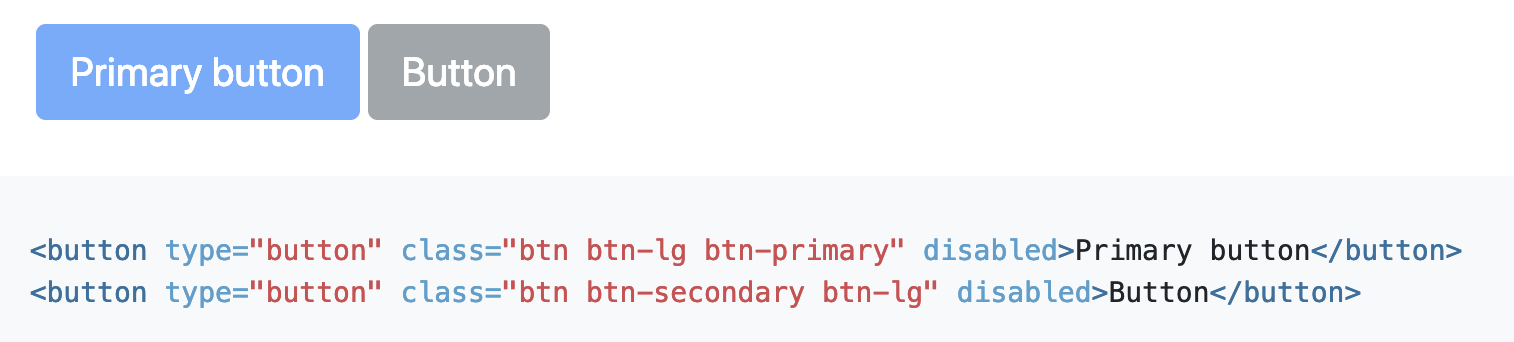 Primary button Button
<button type="button" class="btn btn-lg btn-primary" disabled>Primary button</button>
<button type="button" class="btn btn-secondary btn-lg" disabled>Button</button>